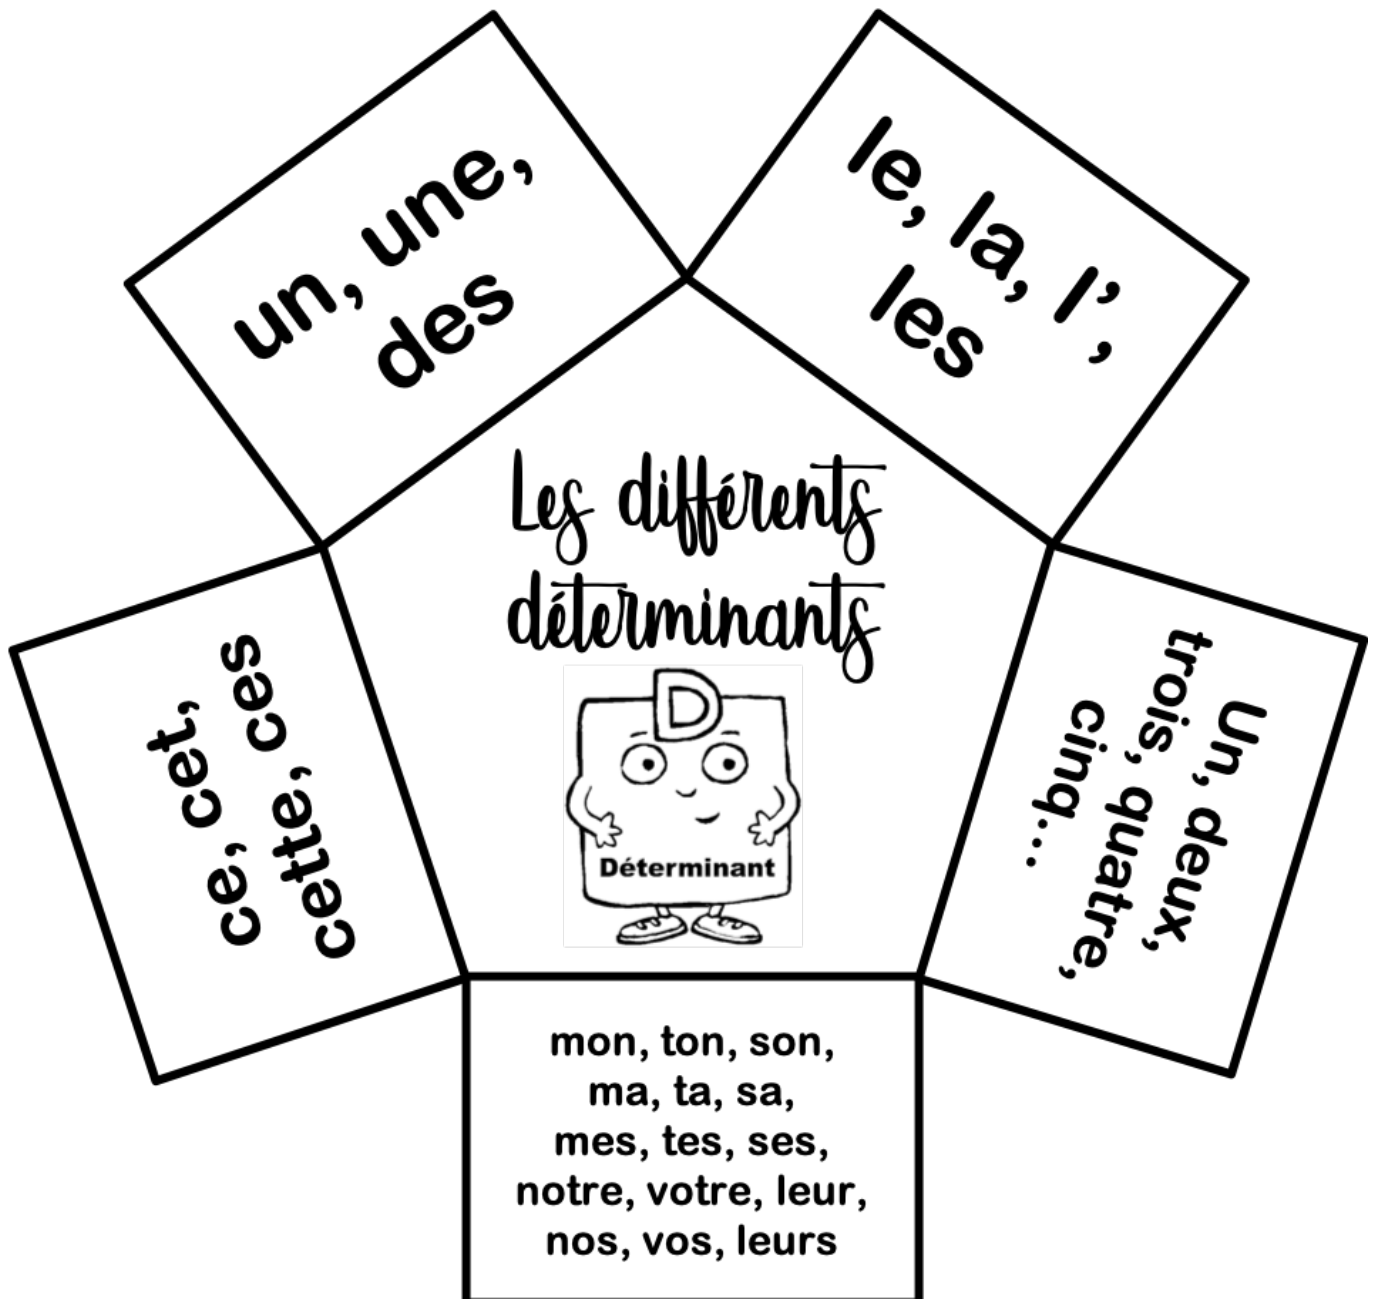 un, une,
des
le, la, l’,
les
Les différents
déterminants
D
Déterminant
ce, cet,
cette, ces
Un, deux,
trois, quatre,
cinq...
mon, ton, son,
ma, ta, sa,
mes, tes, ses,
notre, votre, leur,
nos, vos, leurs